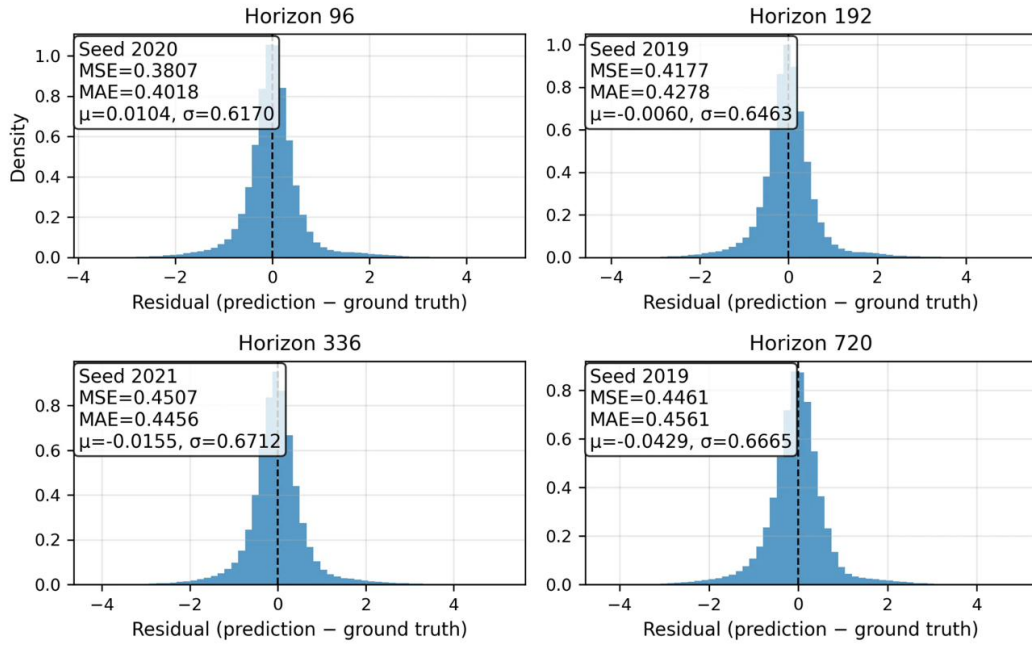 Horizon 96
Seed 2020
MSE=0.3807
MAE=0.4018
μ=0.0104, σ=0.6170
Density
1.0
0.8
0.6
0.4
0.2
0.0
−4 −2 0 2 4
Residual (prediction − ground truth)
Horizon 192
Seed 2019
MSE=0.4177
MAE=0.4278
μ=-0.0060, σ=0.6463
1.0
0.8
0.6
0.4
0.2
0.0
−4 −2 0 2 4
Residual (prediction − ground truth)
Horizon 336
Seed 2021
MSE=0.4507
MAE=0.4456
μ=-0.0155, σ=0.6712
0.8
0.6
0.4
0.2
0.0
−4 −2 0 2 4
Residual (prediction − ground truth)
Horizon 720
Seed 2019
MSE=0.4461
MAE=0.4561
μ=-0.0429, σ=0.6665
0.8
0.6
0.4
0.2
0.0
−4 −2 0 2 4
Residual (prediction − ground truth)